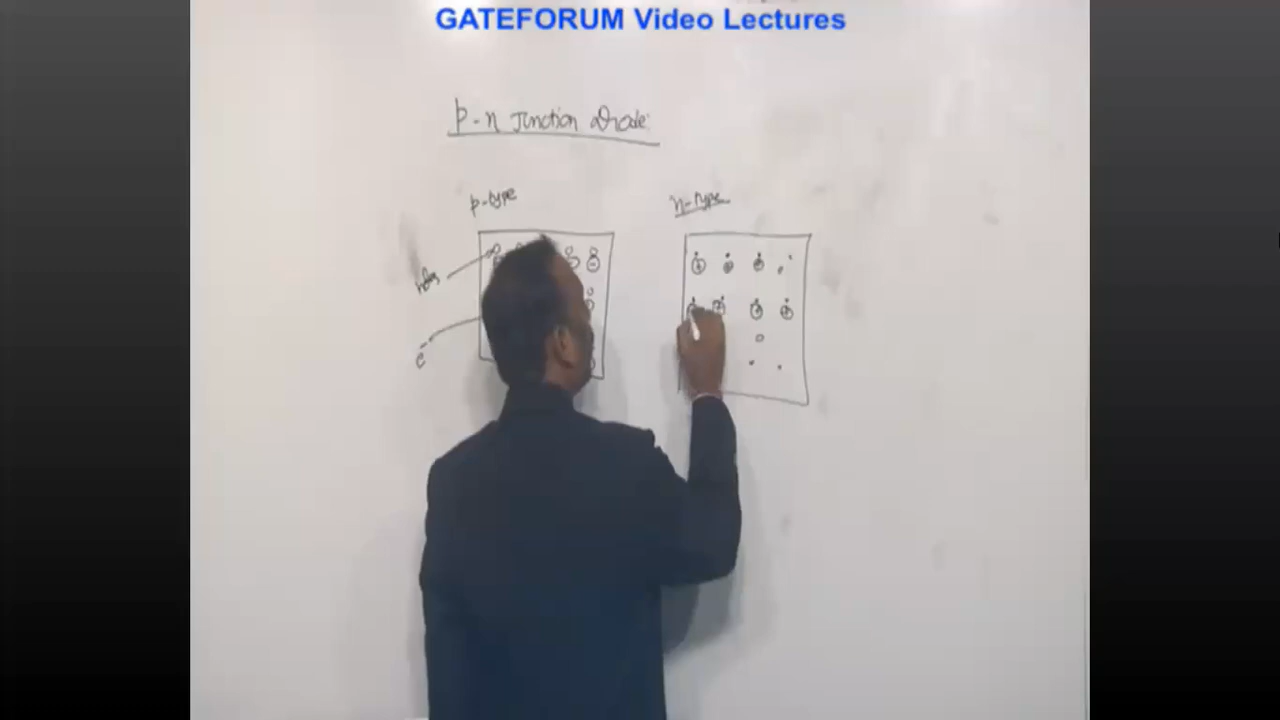 GATEFORUM Video Lectures
p-n Junction diode:
p-type
n-type
holes
e⁻